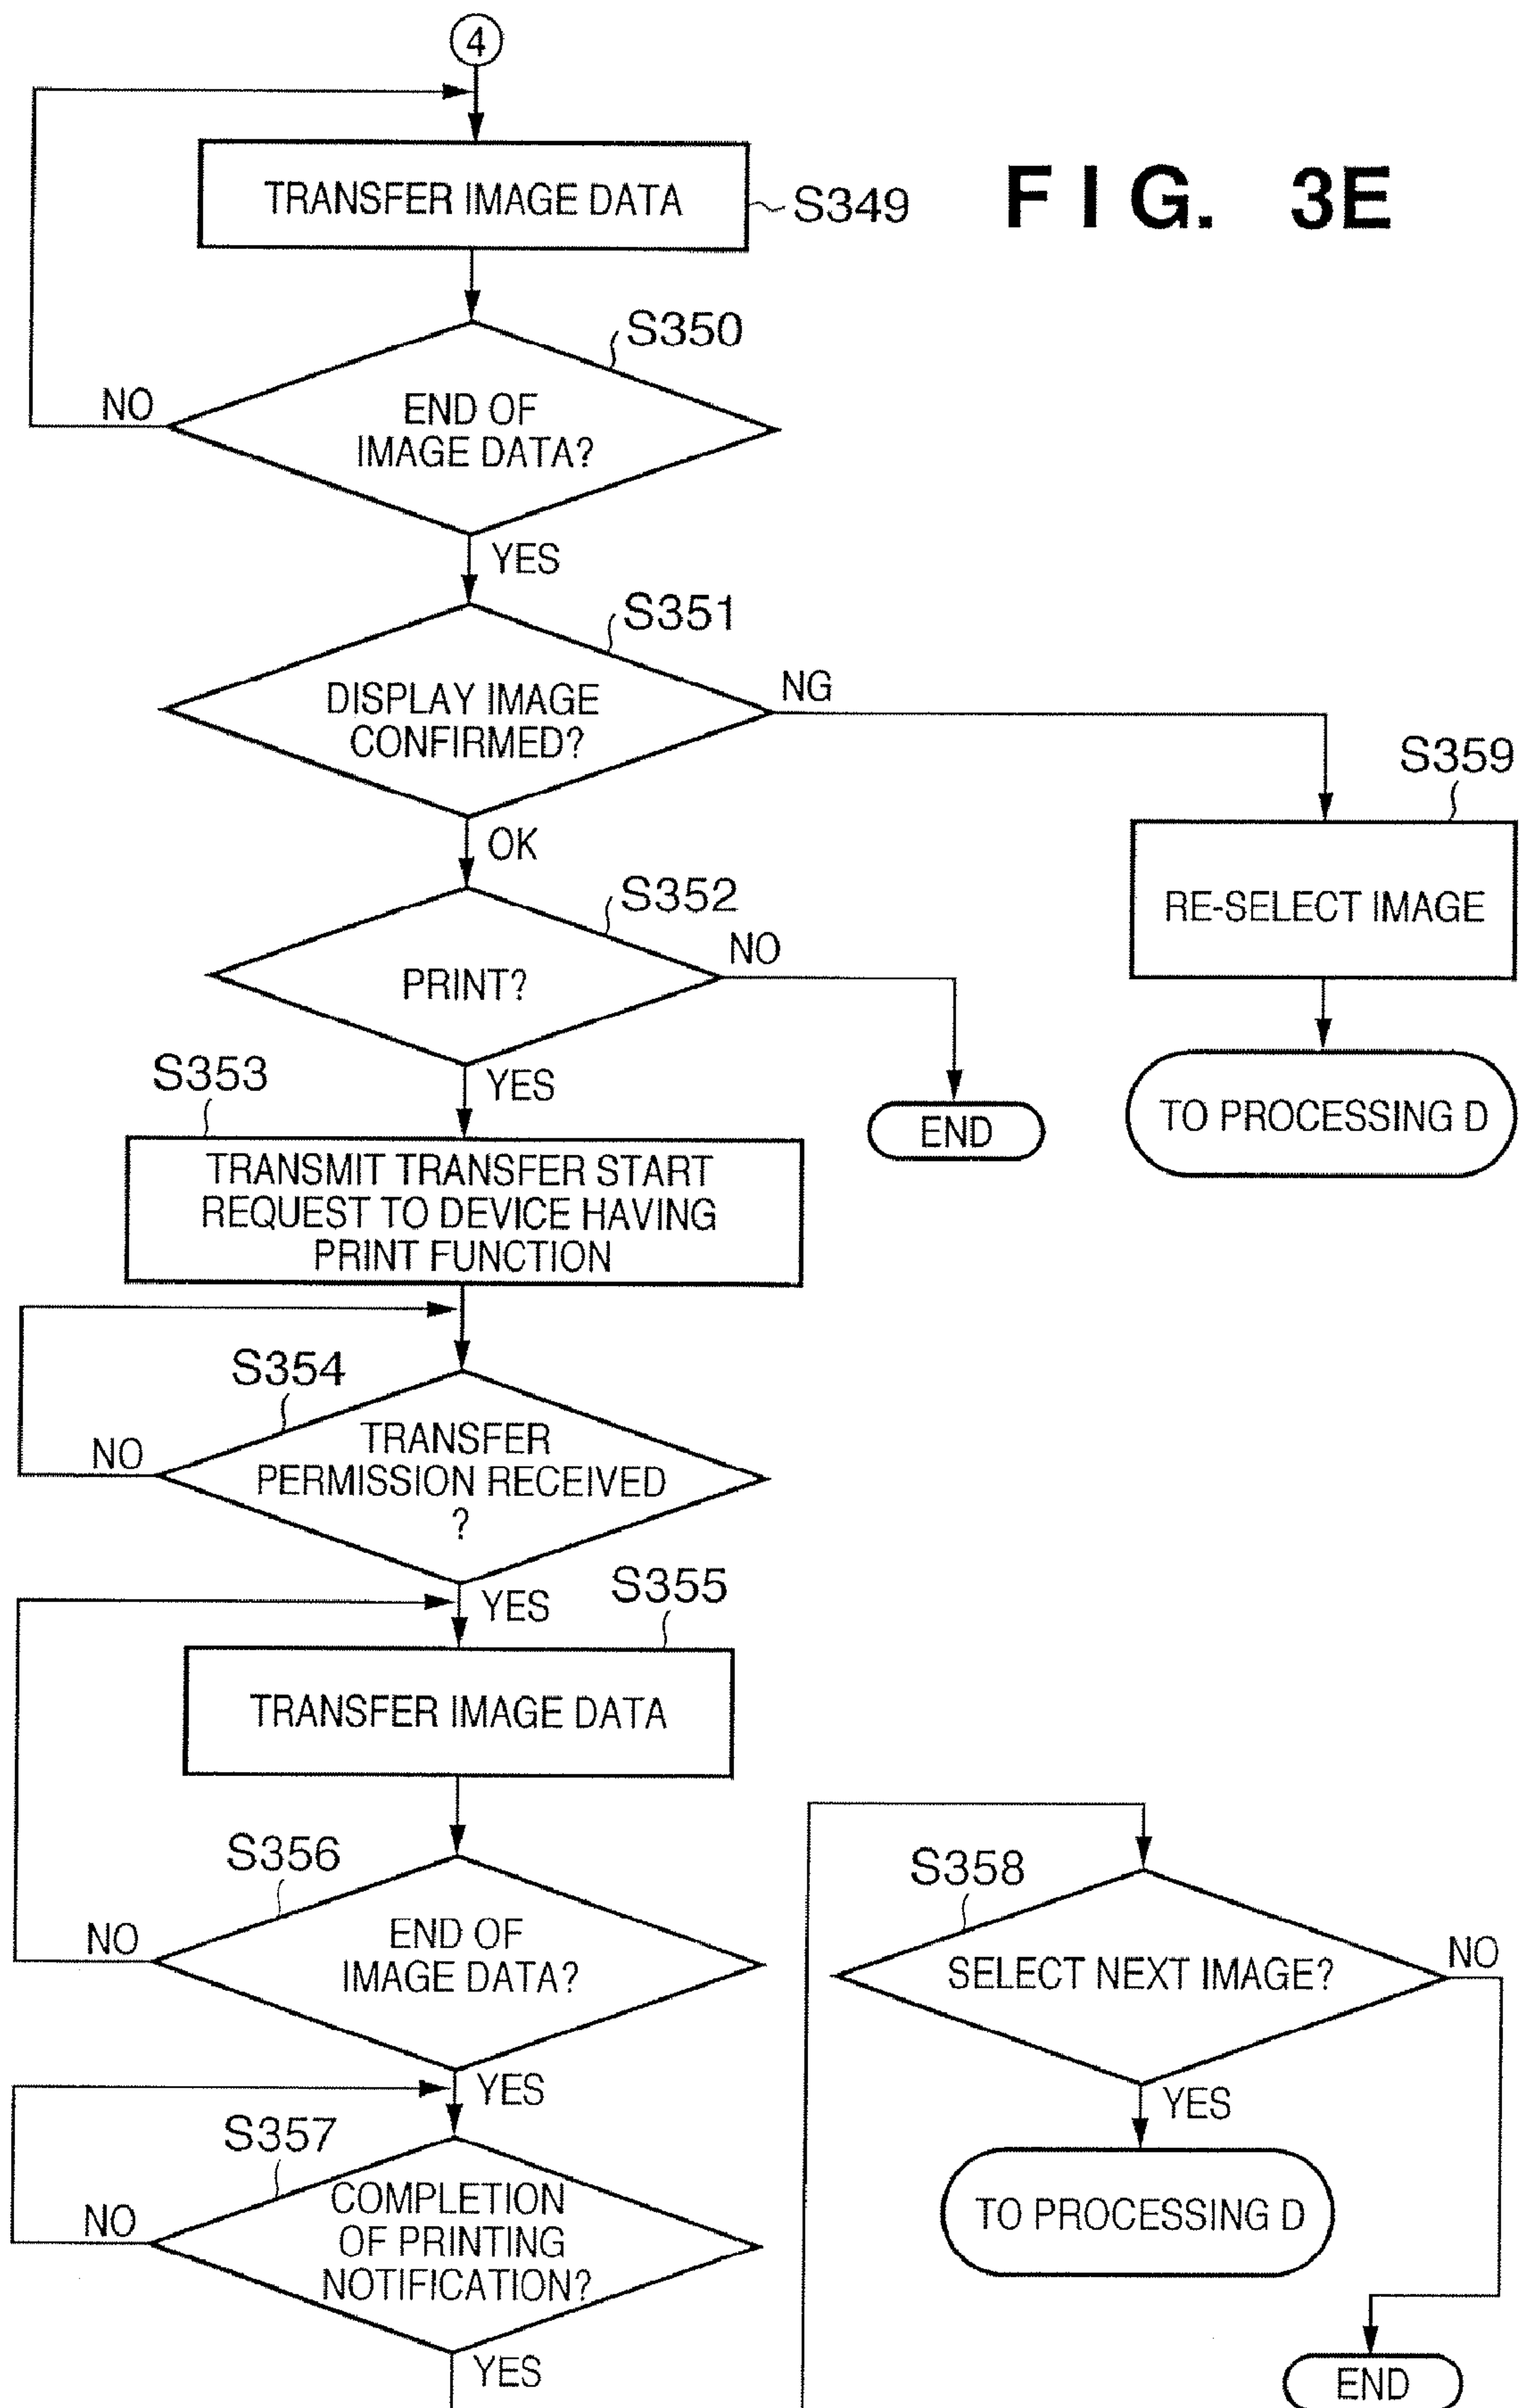 4
TRANSFER IMAGE DATA
S349
FIG. 3E
S350
END OF
IMAGE DATA?
NO
YES
S351
DISPLAY IMAGE
CONFIRMED?
NG
OK
S359
RE-SELECT IMAGE
TO PROCESSING D
S352
PRINT?
NO
END
YES
S353
TRANSMIT TRANSFER START
REQUEST TO DEVICE HAVING
PRINT FUNCTION
S354
TRANSFER
PERMISSION RECEIVED
?
NO
YES
S355
TRANSFER IMAGE DATA
S356
END OF
IMAGE DATA?
NO
YES
S357
COMPLETION
OF PRINTING
NOTIFICATION?
NO
YES
S358
SELECT NEXT IMAGE?
NO
YES
TO PROCESSING D
END